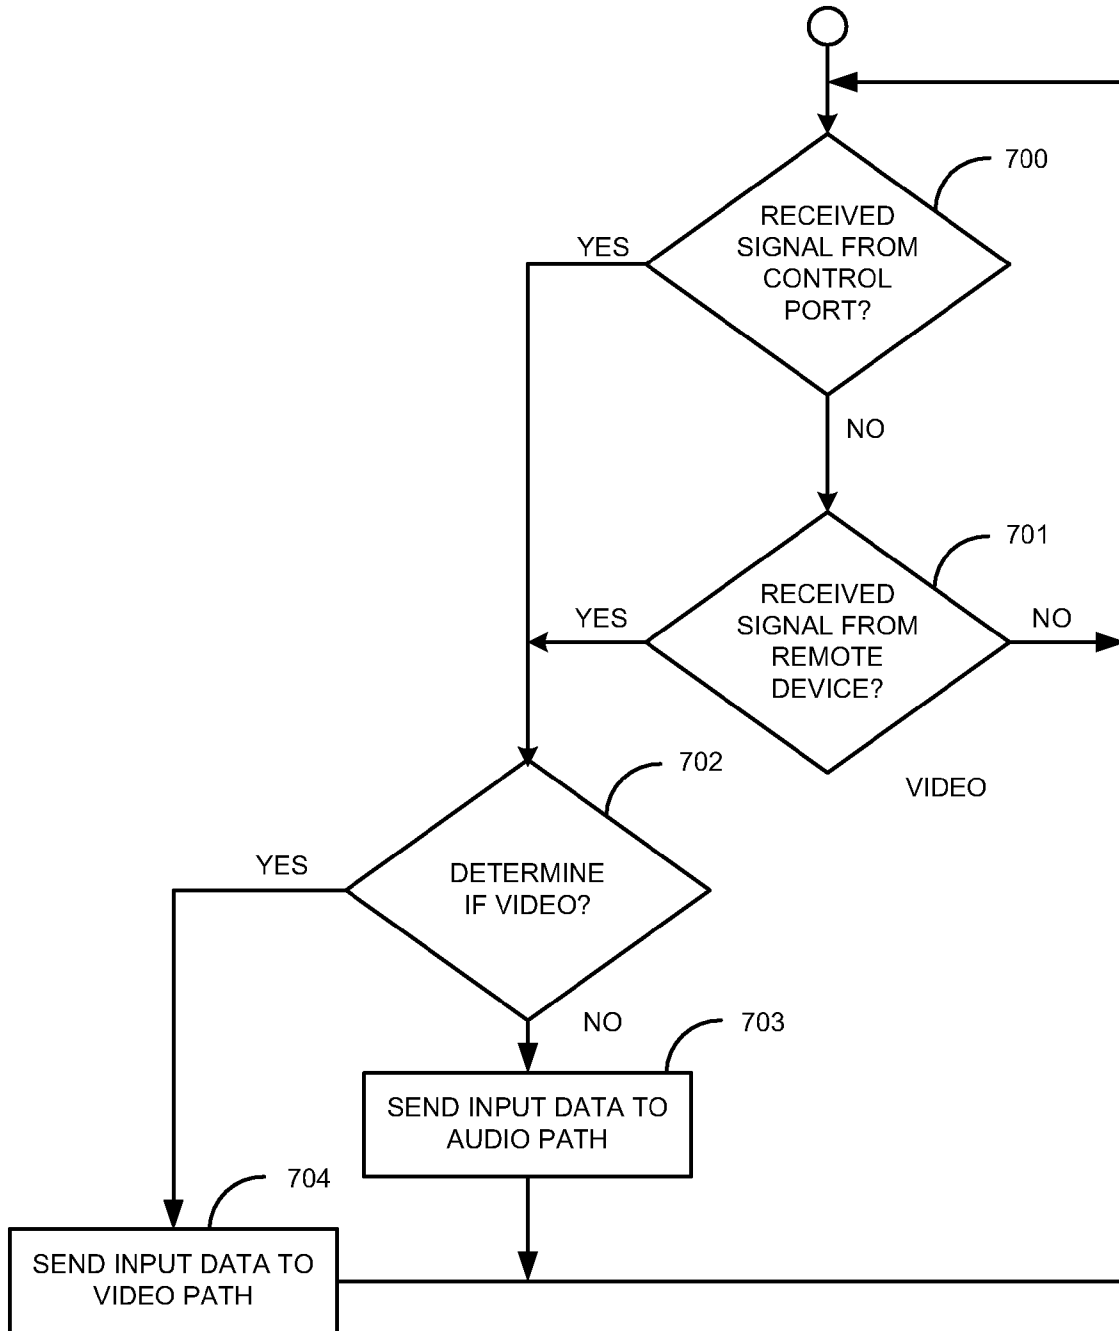 700
RECEIVED
SIGNAL FROM
CONTROL
PORT?
YES
NO
701
RECEIVED
SIGNAL FROM
REMOTE
DEVICE?
YES
NO
VIDEO
702
DETERMINE
IF VIDEO?
YES
NO
703
SEND INPUT DATA TO
AUDIO PATH
704
SEND INPUT DATA TO
VIDEO PATH